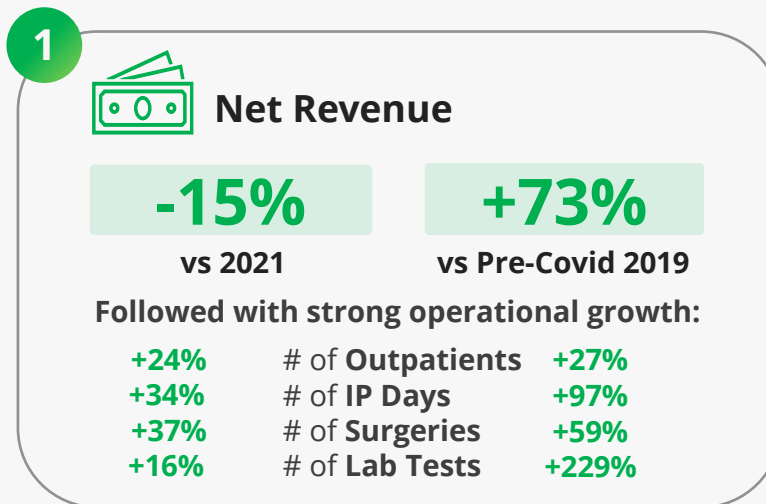 1
Net Revenue
-15% +73%
vs 2021 vs Pre-Covid 2019
Followed with strong operational growth:
+24% # of Outpatients +27%
+34% # of IP Days +97%
+37% # of Surgeries +59%
+16% # of Lab Tests +229%